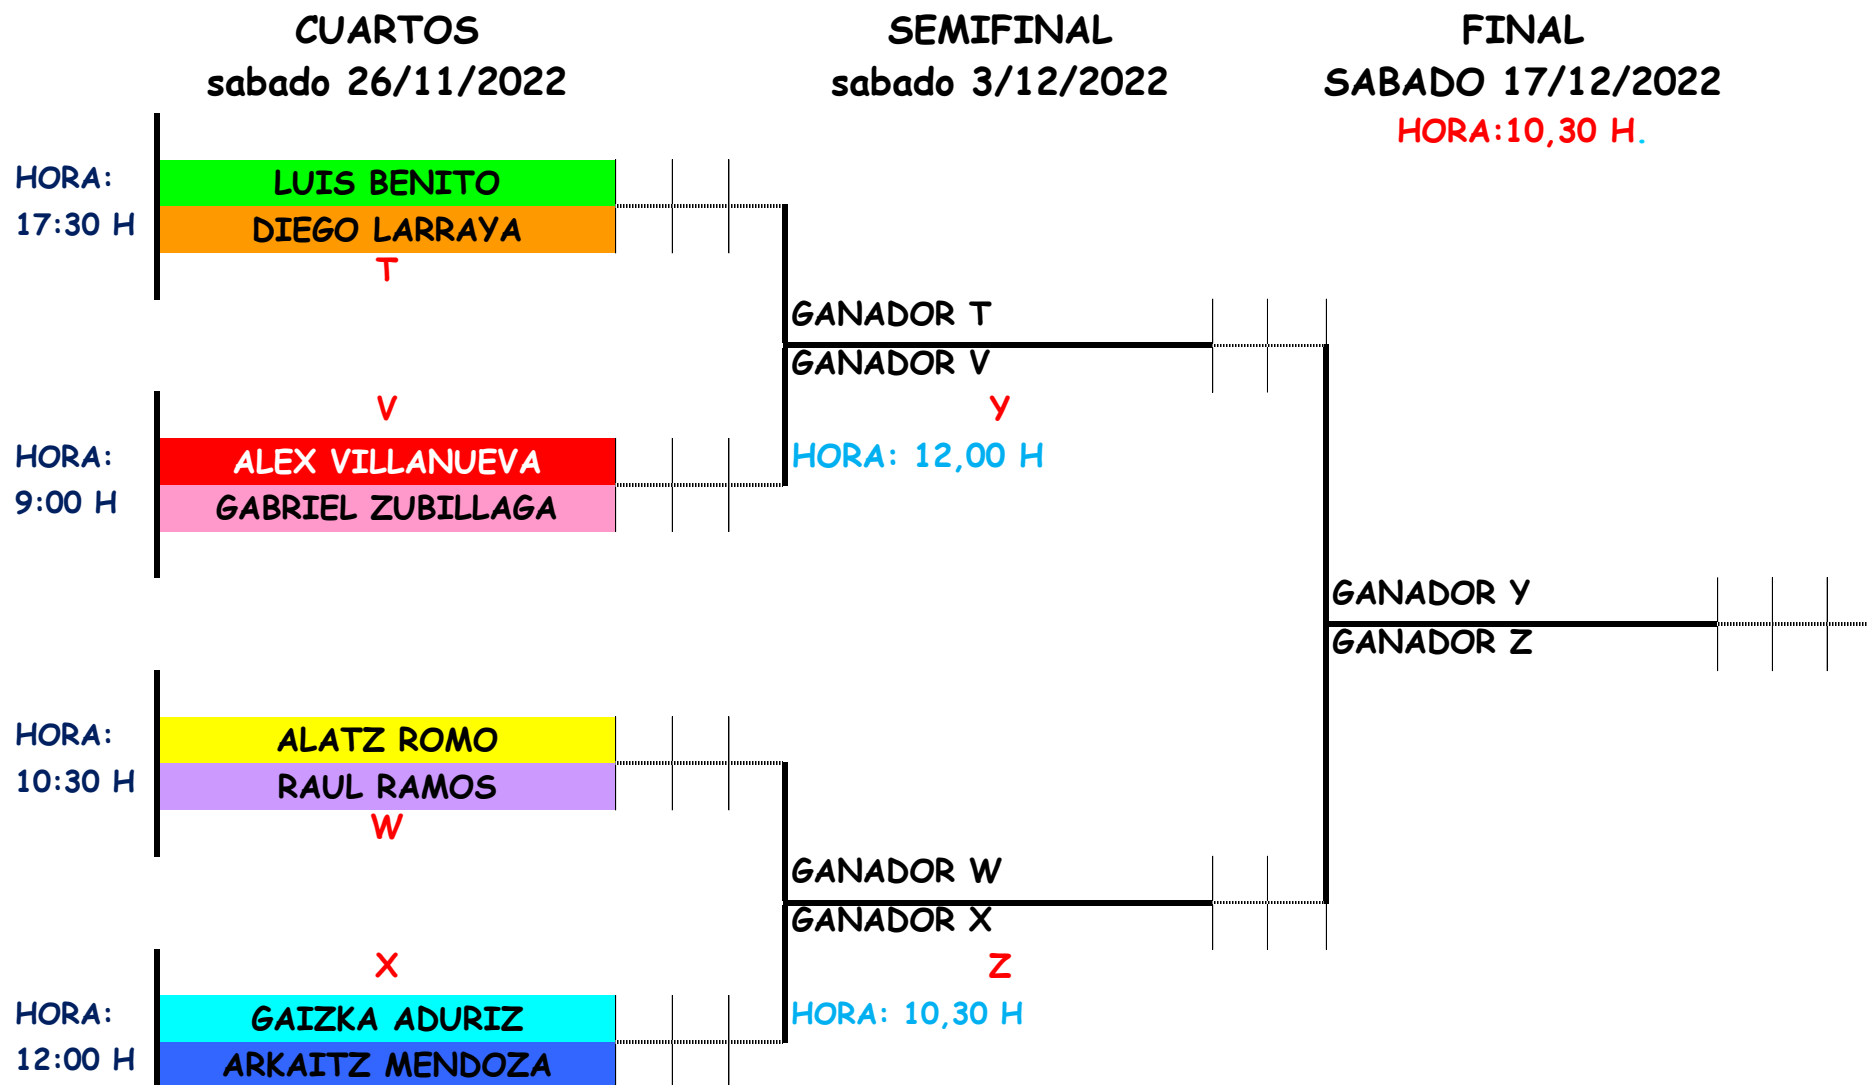 CUARTOS
sabado 26/11/2022
SEMIFINAL
sabado 3/12/2022
FINAL
SABADO 17/12/2022
HORA:10,30 H.
HORA:
17:30 H
LUIS BENITO
DIEGO LARRAYA
T
GANADOR T
GANADOR V
Y
HORA: 12,00 H
V
HORA:
9:00 H
ALEX VILLANUEVA
GABRIEL ZUBILLAGA
GANADOR Y
GANADOR Z
HORA:
10:30 H
ALATZ ROMO
RAUL RAMOS
W
GANADOR W
GANADOR X
Z
HORA: 10,30 H
X
HORA:
12:00 H
GAIZKA ADURIZ
ARKAITZ MENDOZA